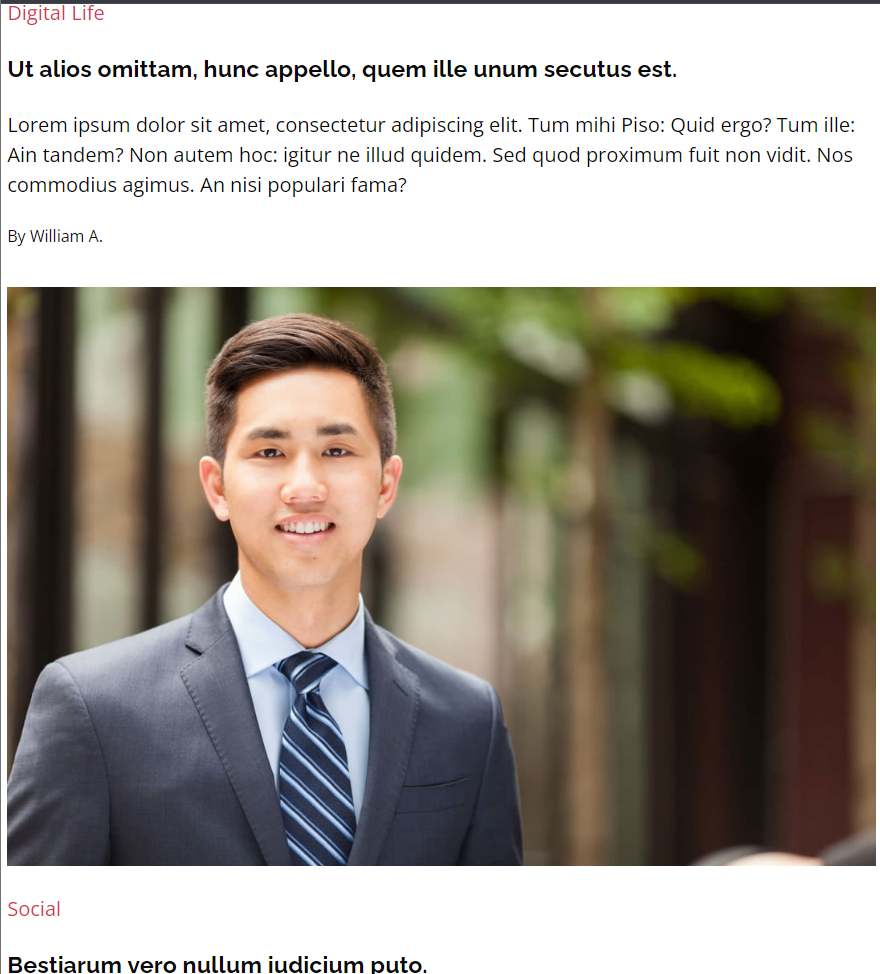 Digital Life
Ut alios omittam, hunc appello, quem ille unum secutus est.
Lorem ipsum dolor sit amet, consectetur adipiscing elit. Tum mihi Piso: Quid ergo? Tum ille:
Ain tandem? Non autem hoc: igitur ne illud quidem. Sed quod proximum fuit non vidit. Nos
commodius agimus. An nisi populari fama?
By William A.
Social
Bestiarum vero nullum iudicium puto.